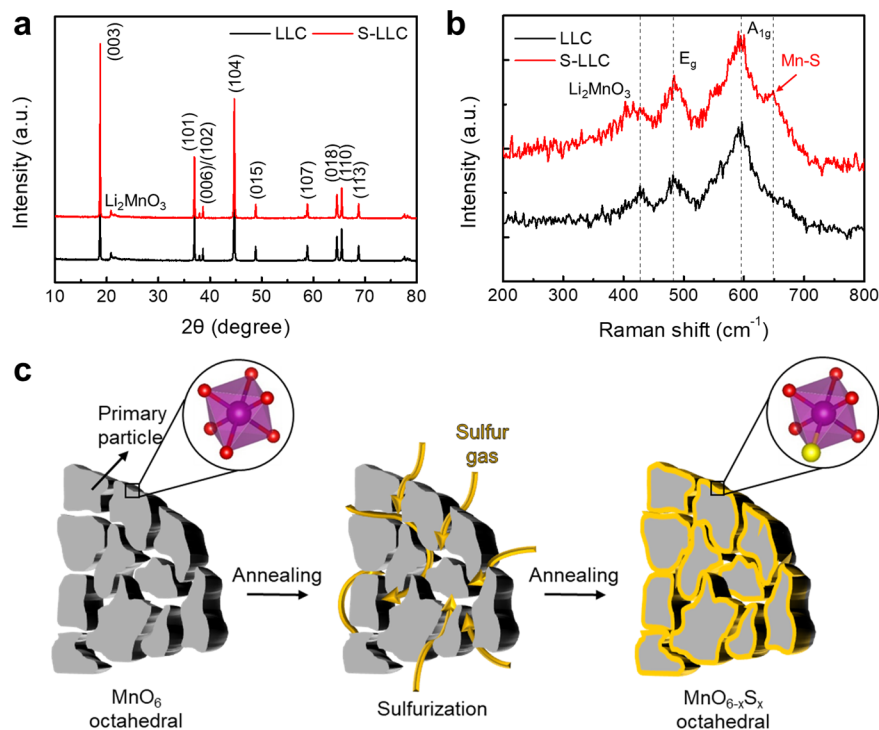 a
LLC
S-LLC
(003)
Li₂MnO₃
(101)
(006)/(102)
(104)
(015)
(107)
(018)
(110)
(113)
Intensity (a.u.)
10 20 30 40 50 60 70 80
2θ (degree)
b
LLC
S-LLC
Li₂MnO₃
E_g
A_1g
Mn-S
Intensity (a.u.)
200 300 400 500 600 700 800
Raman shift (cm⁻¹)
c
Primary
particle
Sulfur
gas
Annealing
Annealing
MnO₆
octahedral
Sulfurization
MnO₆₋ₓSₓ
octahedral